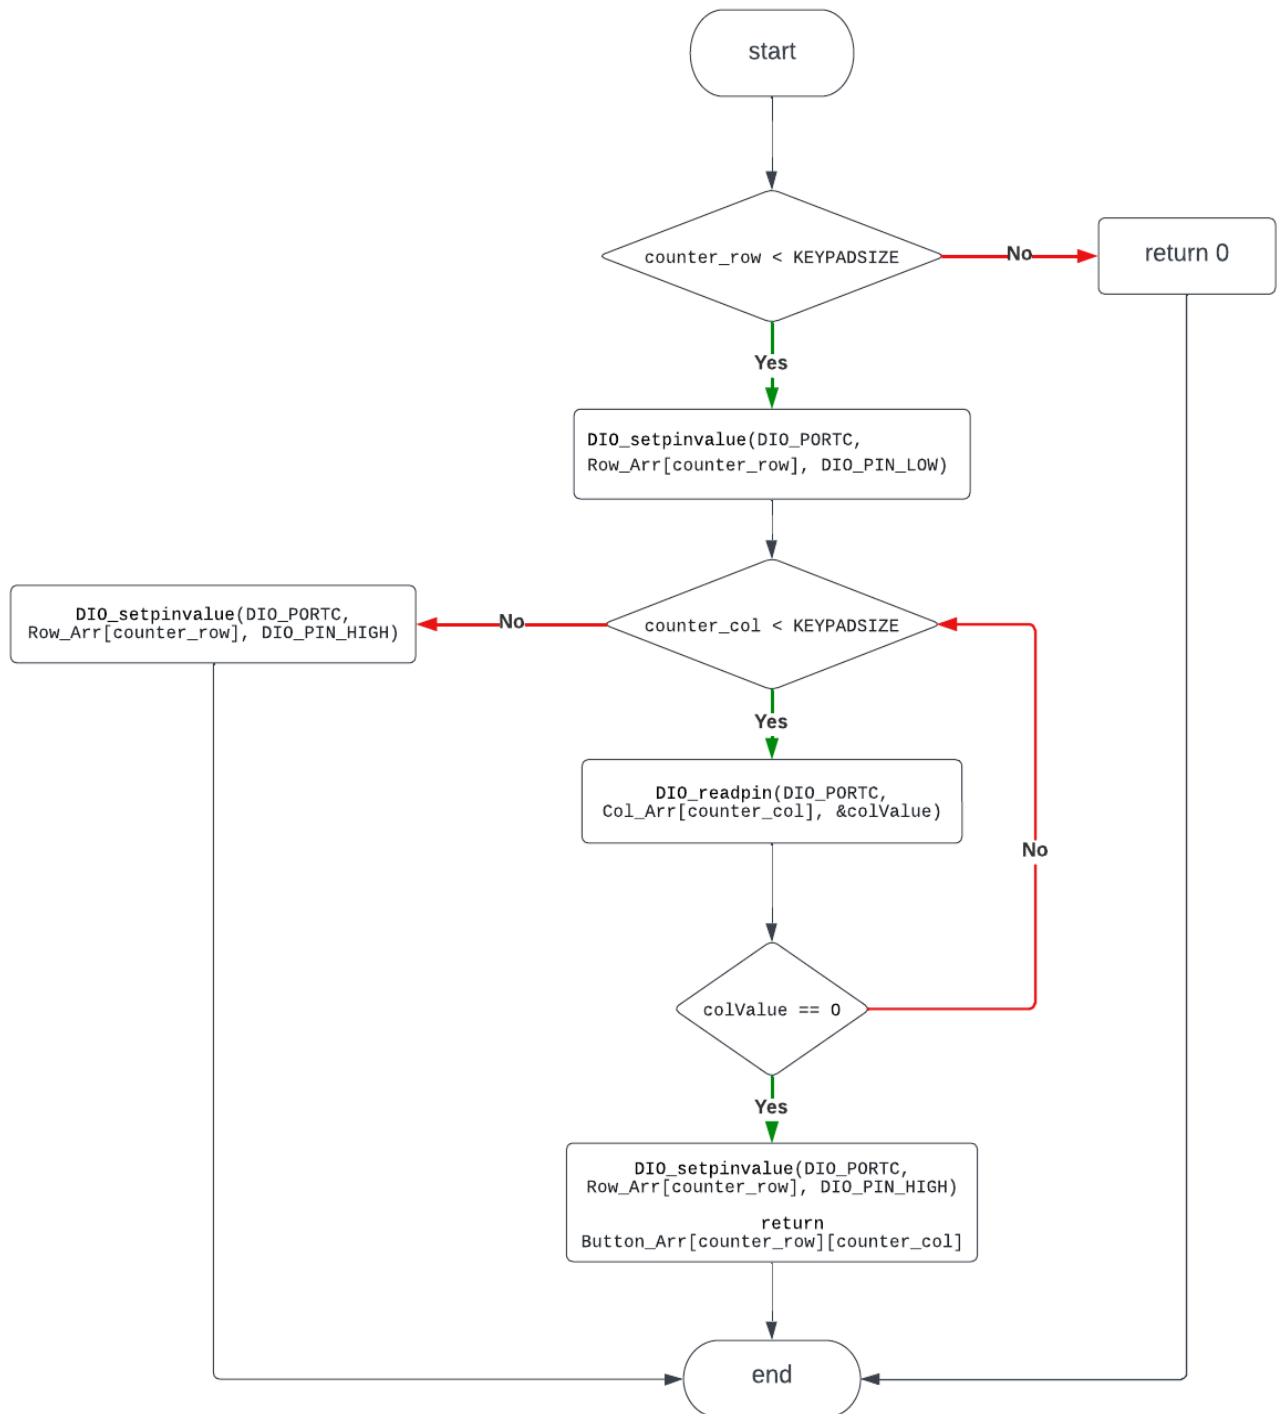 start
counter_row < KEYPADSIZE
No
return 0
Yes
DIO_setpinvalue(DIO_PORTC,
Row_Arr[counter_row], DIO_PIN_LOW)
DIO_setpinvalue(DIO_PORTC,
Row_Arr[counter_row], DIO_PIN_HIGH)
No
counter_col < KEYPADSIZE
Yes
DIO_readpin(DIO_PORTC,
Col_Arr[counter_col], &colValue)
No
colValue == 0
Yes
DIO_setpinvalue(DIO_PORTC,
Row_Arr[counter_row], DIO_PIN_HIGH)
return
Button_Arr[counter_row][counter_col]
end